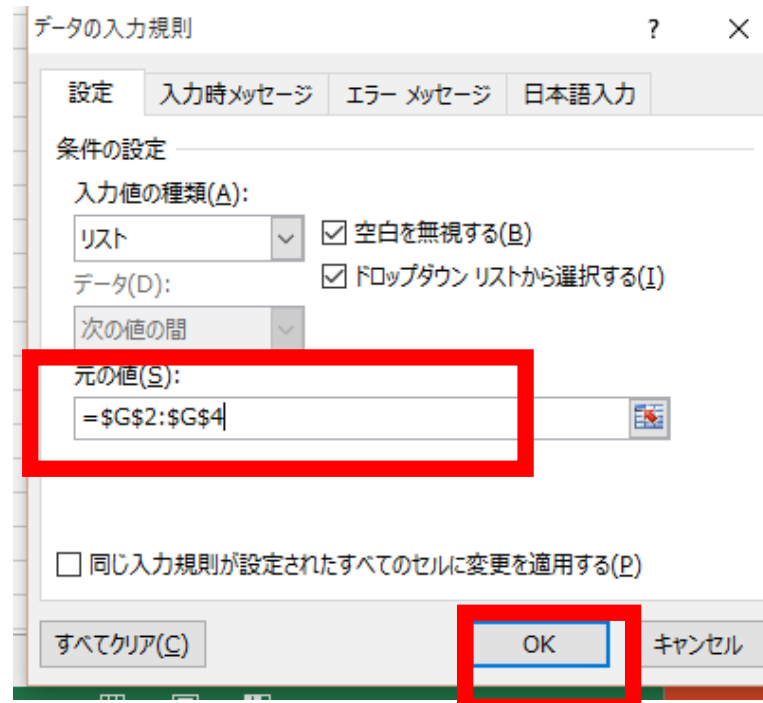 データの入力規則 ?
設定 入力時メッセージ エラー メッセージ 日本語入力
条件の設定
入力値の種類(A):
リスト 空白を無視する(B)
データ(D): ドロップダウン リストから選択する(I)
次の値の間
元の値(S):
=$G$2:$G$4
同じ入力規則が設定されたすべてのセルに変更を適用する(P)
すべてクリア(C) OK キャンセル